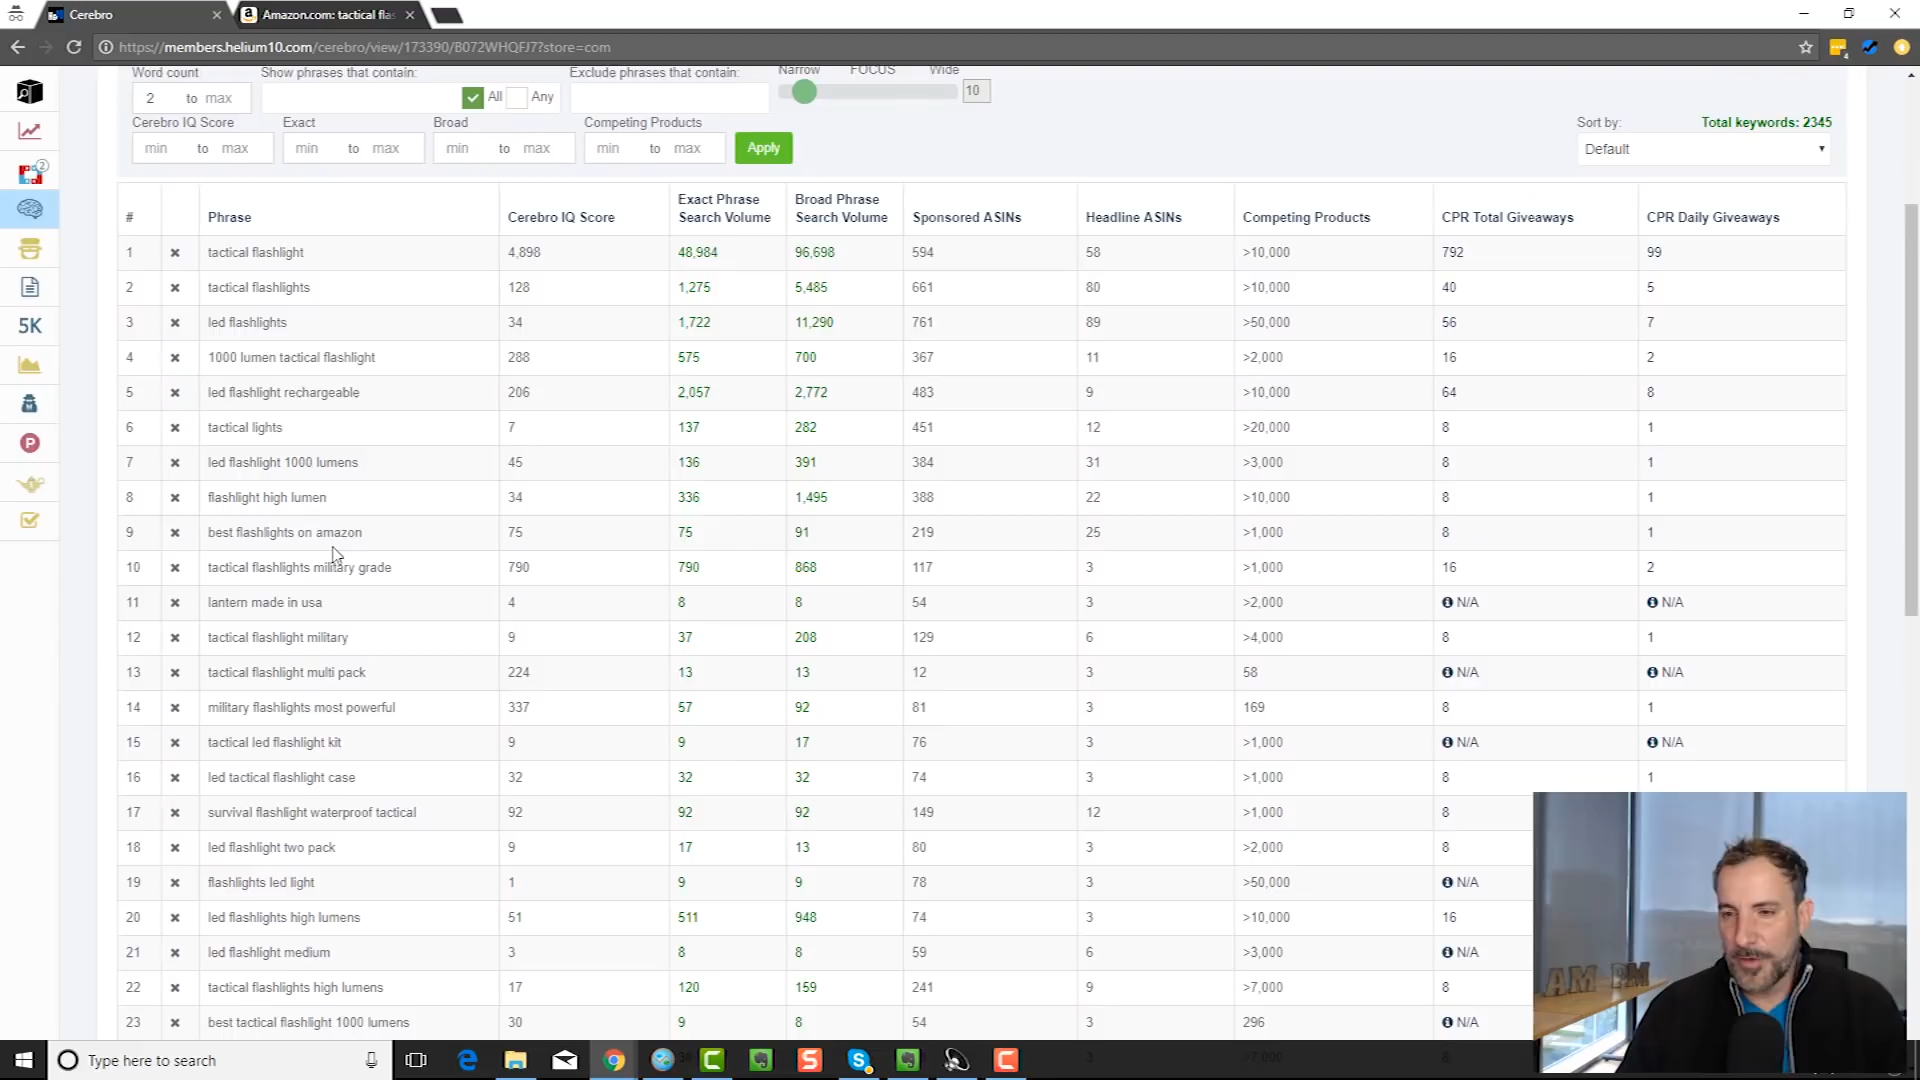 Cerebro
Amazon.com: tactical fla
https://members.helium10.com/cerebro/view/173390/B072WHQFJ7?store=com
Word count
Show phrases that contain:
Exclude phrases that contain:
Narrow FOCUS Wide
2 to max
All
Any
10
Cerebro IQ Score
Exact
Broad
Competing Products
Sort by:
Total keywords: 2345
min to max
min to max
min to max
min to max
Apply
Default
2
5K
# Phrase Cerebro IQ Score Exact Phrase Search Volume Broad Phrase Search Volume Sponsored ASINs Headline ASINs Competing Products CPR Total Giveaways CPR Daily Giveaways
1 tactical flashlight 4,898 48,984 96,698 594 58 >10,000 792 99
2 tactical flashlights 128 1,275 5,485 661 80 >10,000 40 5
3 led flashlights 34 1,722 11,290 761 89 >50,000 56 7
4 1000 lumen tactical flashlight 288 575 700 367 11 >2,000 16 2
5 led flashlight rechargeable 206 2,057 2,772 483 9 >10,000 64 8
6 tactical lights 7 137 282 451 12 >20,000 8 1
7 led flashlight 1000 lumens 45 136 391 384 31 >3,000 8 1
8 flashlight high lumen 34 336 1,495 388 22 >10,000 8 1
9 best flashlights on amazon 75 75 91 219 25 >1,000 8 1
10 tactical flashlights military grade 790 790 868 117 3 >1,000 16 2
11 lantern made in usa 4 8 8 54 3 >2,000 N/A N/A
12 tactical flashlight military 9 37 208 129 6 >4,000 8 1
13 tactical flashlight multi pack 224 13 13 12 3 58 N/A N/A
14 military flashlights most powerful 337 57 92 81 3 169 8 1
15 tactical led flashlight kit 9 9 17 76 3 >1,000 N/A N/A
16 led tactical flashlight case 32 32 32 74 3 >1,000 8 1
17 survival flashlight waterproof tactical 92 92 92 149 12 >1,000 8
18 led flashlight two pack 9 17 13 80 3 >2,000 8
19 flashlights led light 1 9 9 78 3 >50,000 N/A
20 led flashlights high lumens 51 511 948 74 3 >10,000 16
21 led flashlight medium 3 8 8 59 6 >3,000 N/A
22 tactical flashlights high lumens 17 120 159 241 9 >7,000 8
23 best tactical flashlight 1000 lumens 30 9 8 54 3 296 N/A
AM PM
Type here to search